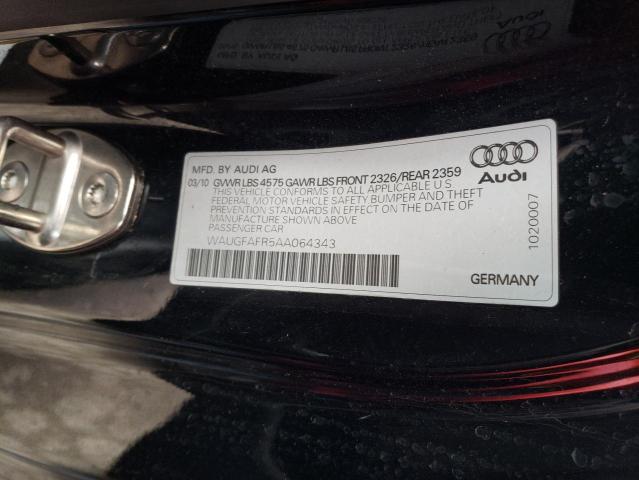 MFD. BY AUDI AG
03/10 GVWR LBS 4575 GAWR LBS FRONT 2326/REAR 2359
THIS VEHICLE CONFORMS TO ALL APPLICABLE U.S
FEDERAL MOTOR VEHICLE SAFETY, BUMPER AND THEFT
PREVENTION STANDARDS IN EFFECT ON THE DATE OF
MANUFACTURE SHOWN ABOVE
PASSENGER CAR
WAUGFAFR5AA064343
Audi
1020007
GERMANY